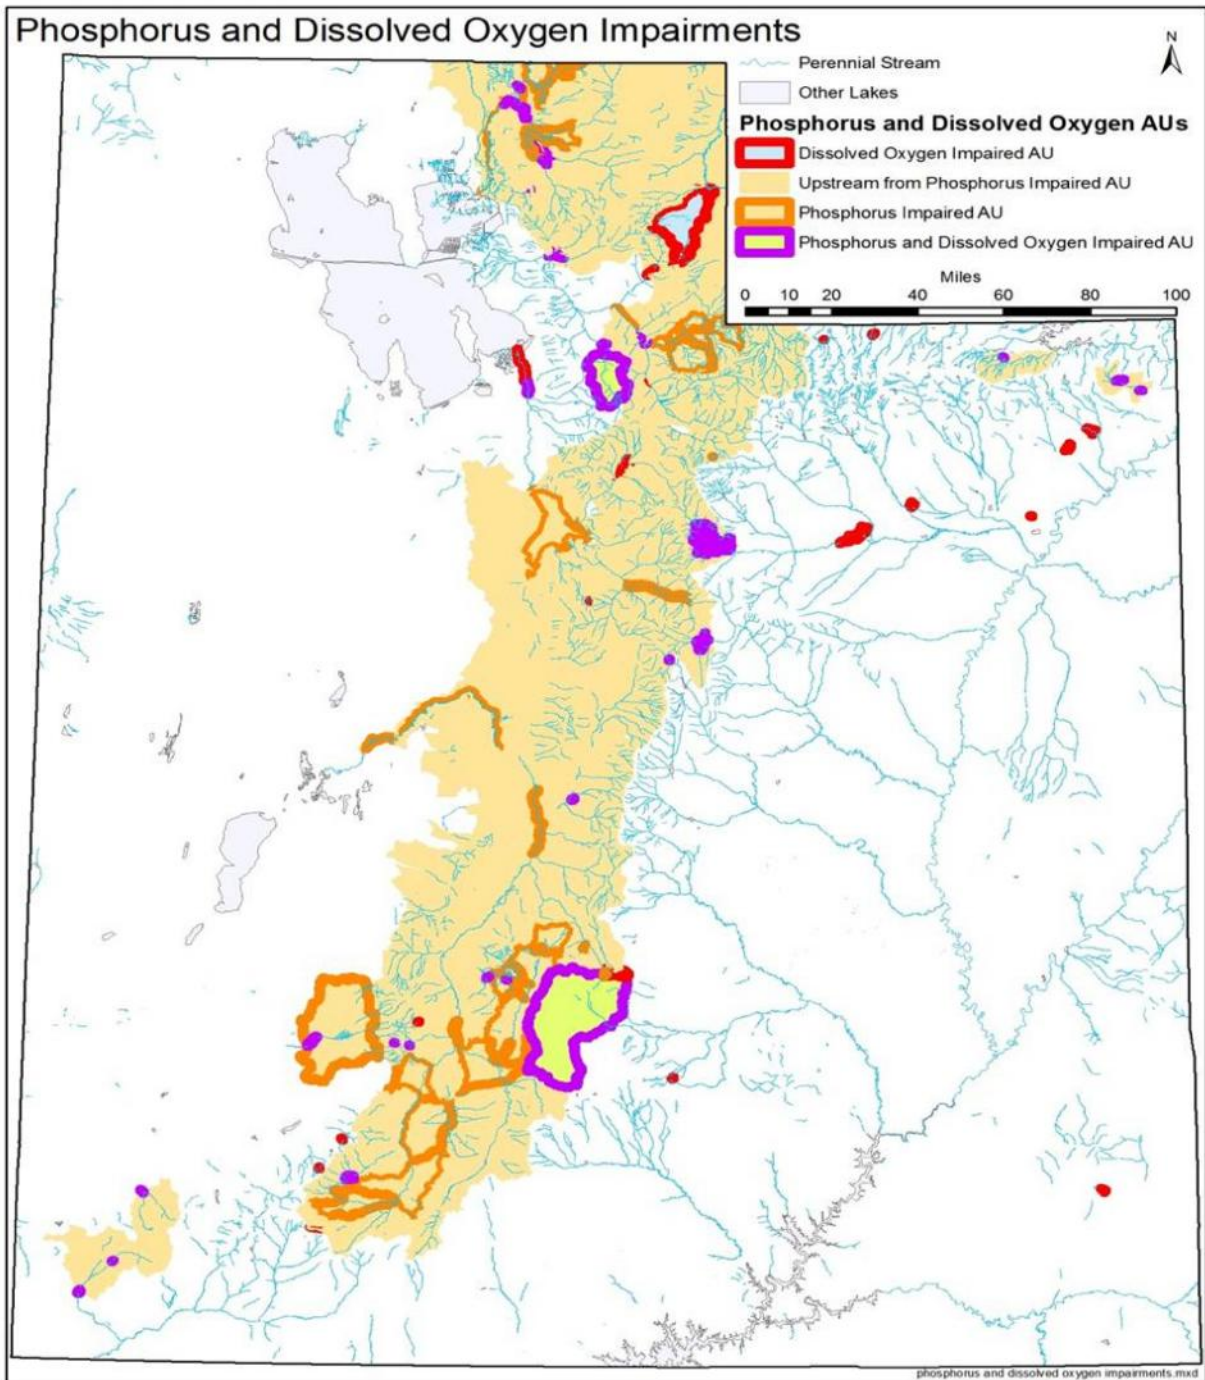 Phosphorus and Dissolved Oxygen Impairments
N
Perennial Stream
Other Lakes
Phosphorus and Dissolved Oxygen AUs
Dissolved Oxygen Impaired AU
Upstream from Phosphorus Impaired AU
Phosphorus Impaired AU
Phosphorus and Dissolved Oxygen Impaired AU
Miles
0 10 20 40 60 80 100
phosphorus and dissolved oxygen impairments.mxd